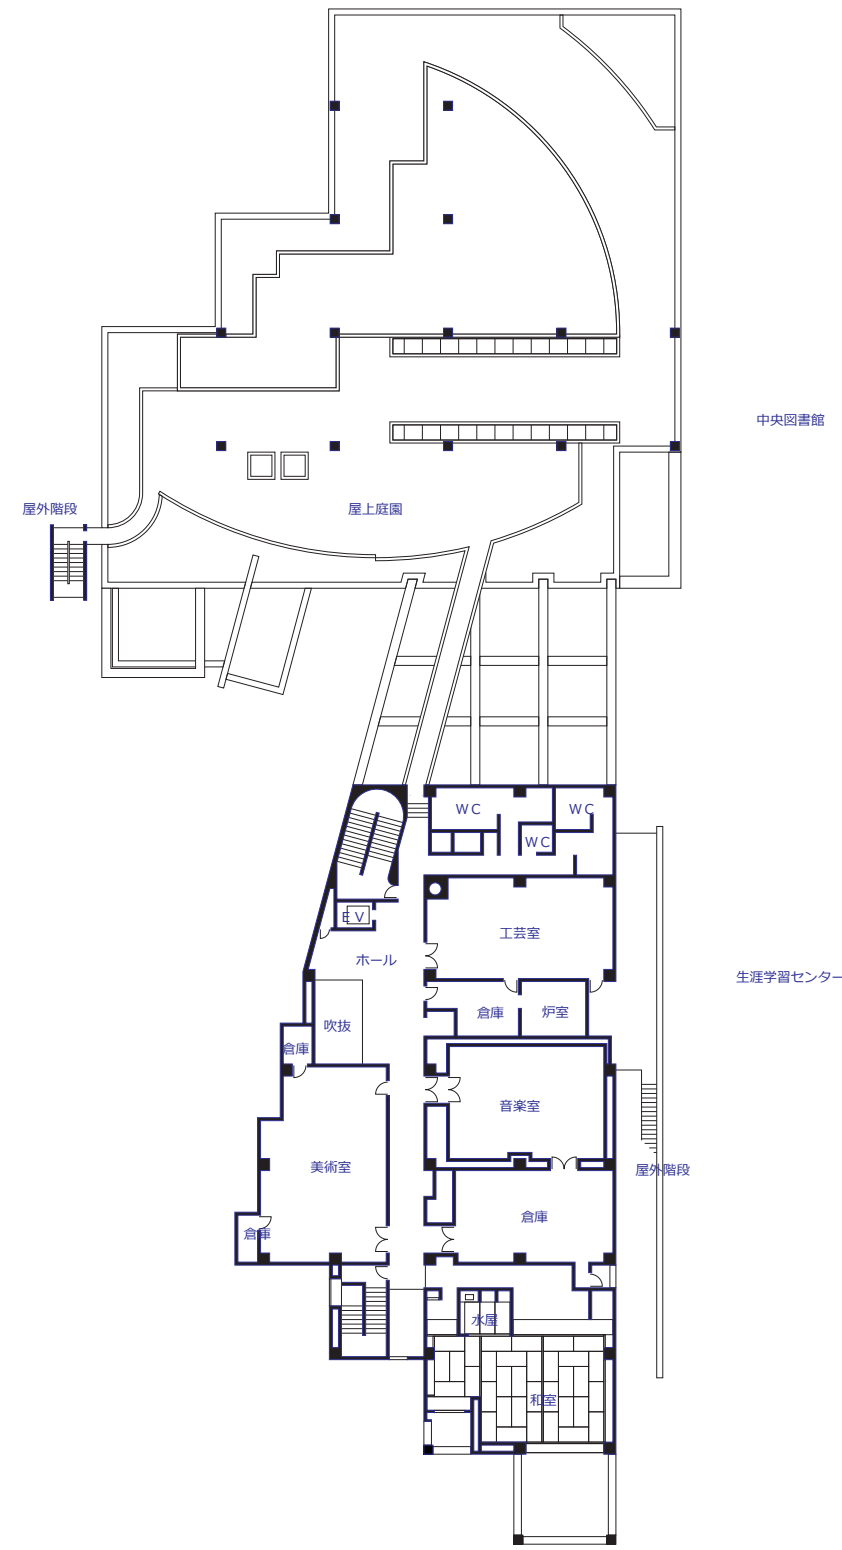 中央図書館
屋外階段
屋上庭園
WC
WC
WC
EV
工芸室
ホール
生涯学習センター
倉庫
炉室
吹抜
倉庫
音楽室
美術室
屋外階段
倉庫
倉庫
水屋
和室